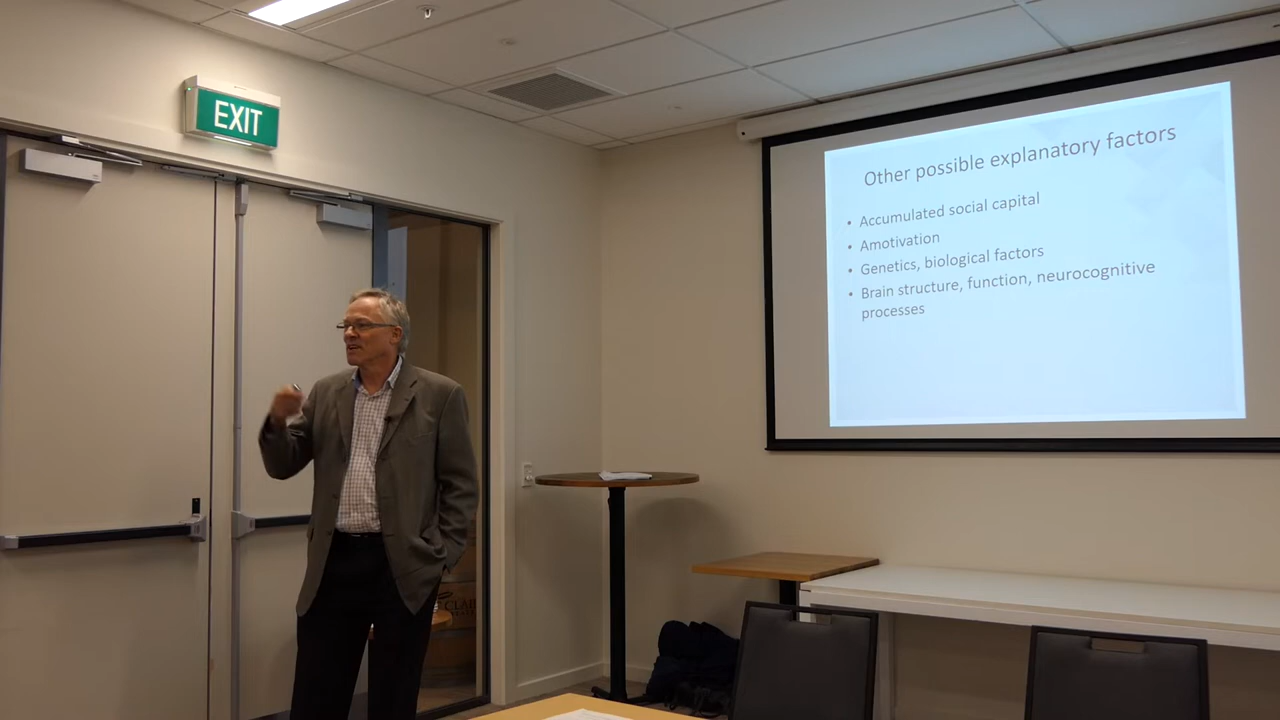 EXIT
Other possible explanatory factors
• Accumulated social capital
• Amotivation
• Genetics, biological factors
• Brain structure, function, neurocognitive
processes